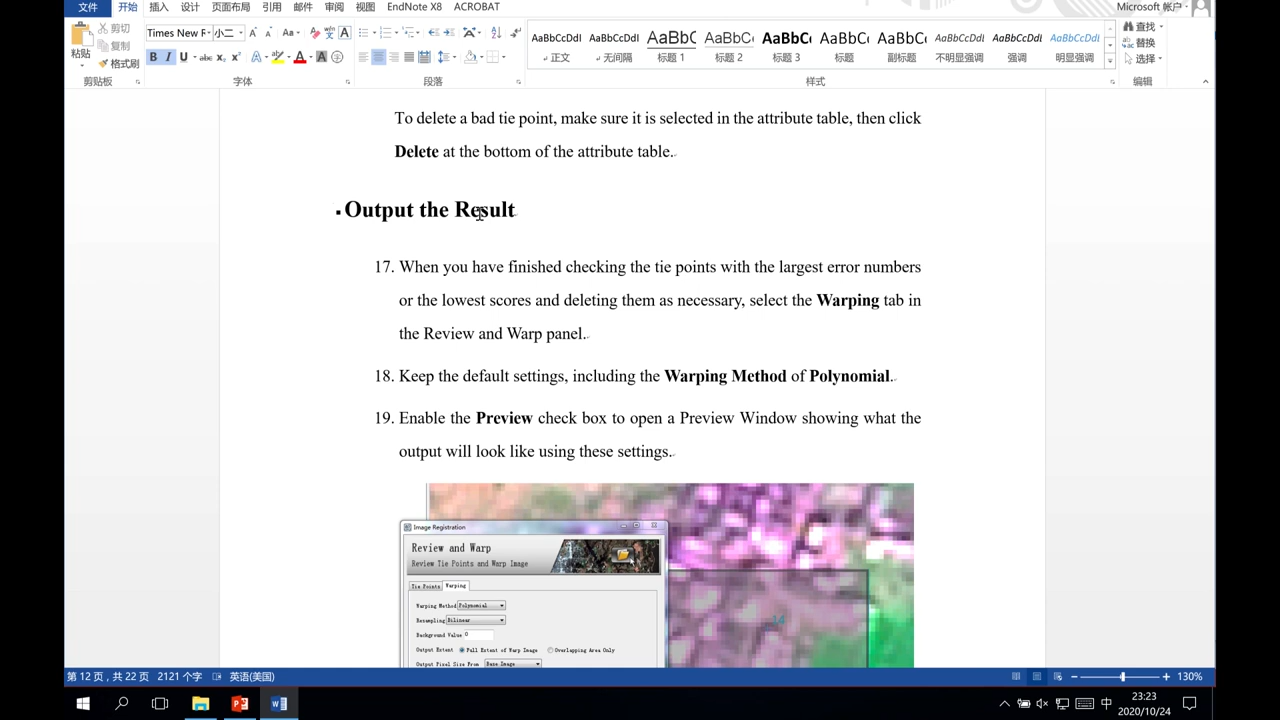 文件 开始 插入 设计 页面布局 引用 邮件 审阅 视图 EndNote X8 ACROBAT Microsoft 帐户
粘贴 剪切 复制 格式刷
Times New F 小二
AaBbCcDdI AaBbCcDdI AaBbC AaBbC AaBbC AaBbC AaBbC AaBbCcDdI AaBbCcDdI AaBbCcDdI
正文 无间隔 标题 1 标题 2 标题 3 标题 副标题 不明显强调 强调 明显强调
查找 替换 选择
剪贴板 字体 段落 样式 编辑
To delete a bad tie point, make sure it is selected in the attribute table, then click
Delete at the bottom of the attribute table.
Output the Result
17. When you have finished checking the tie points with the largest error numbers
or the lowest scores and deleting them as necessary, select the Warping tab in
the Review and Warp panel.
18. Keep the default settings, including the Warping Method of Polynomial.
19. Enable the Preview check box to open a Preview Window showing what the
output will look like using these settings.
Image Registration
Review and Warp
Review Tie Points and Warp Image
Tie Points Warping
Warping Method Polynomial
Resampling Bilinear
Background Value 0
Output Extent Full Extent of Warp Image Overlapping Area Only
Output Pixel Size From Base Image
第 12 页，共 22 页 2121 个字 英语(美国) 130%
中 23:23
2020/10/24